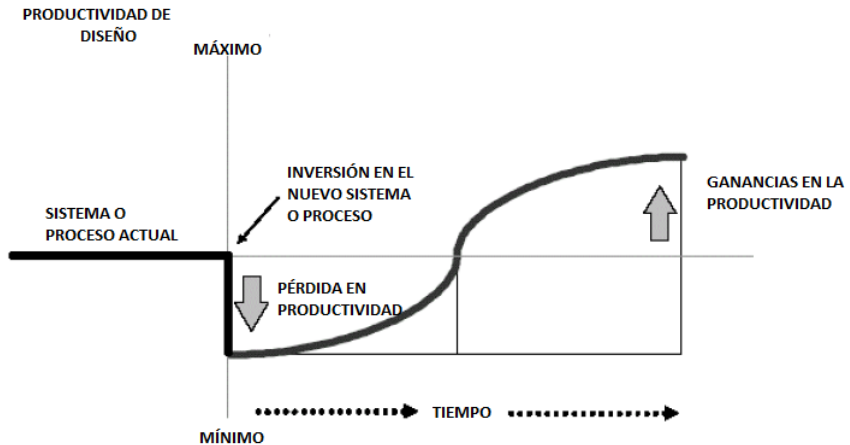 PRODUCTIVIDAD DE
DISEÑO
MÁXIMO
INVERSIÓN EN EL
NUEVO SISTEMA
O PROCESO
GANANCIAS EN LA
PRODUCTIVIDAD
SISTEMA O
PROCESO ACTUAL
PÉRDIDA EN
PRODUCTIVIDAD
TIEMPO
MÍNIMO